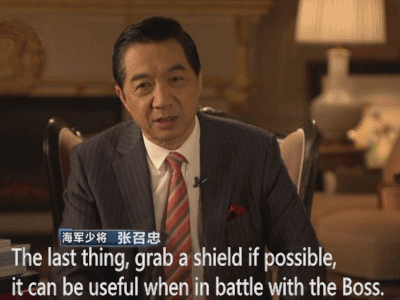 海军少将 张召忠
The last thing, grab a shield if possible,
it can be useful when in battle with the Boss.